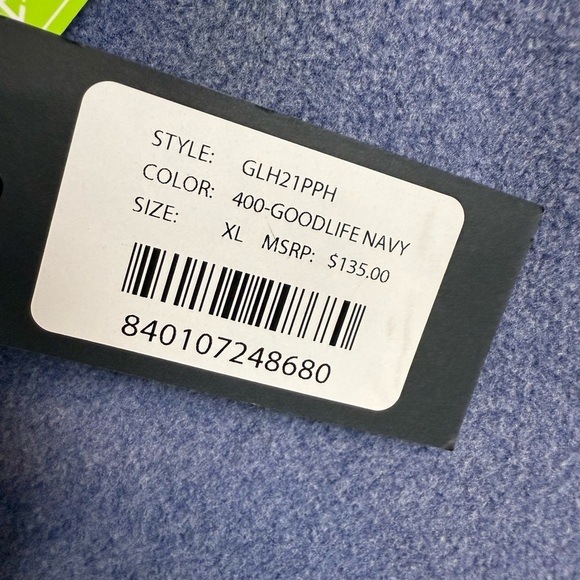 STYLE: GLH21PPH
COLOR: 400-GOODLIFE NAVY
SIZE: XL MSRP: $135.00
840107248680